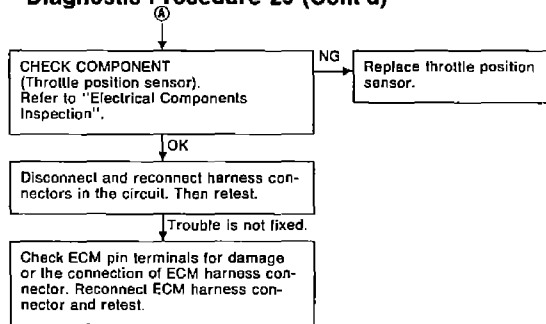 Diagnostic Procedure 29 (Cont'd)
A
CHECK COMPONENT
(Throttle position sensor).
Refer to "Electrical Components
Inspection".
NG
Replace throttle position
sensor.
OK
Disconnect and reconnect harness con-
nectors in the circuit. Then retest.
Trouble is not fixed.
Check ECM pin terminals for damage
or the connection of ECM harness con-
nector. Reconnect ECM harness con-
nector and retest.